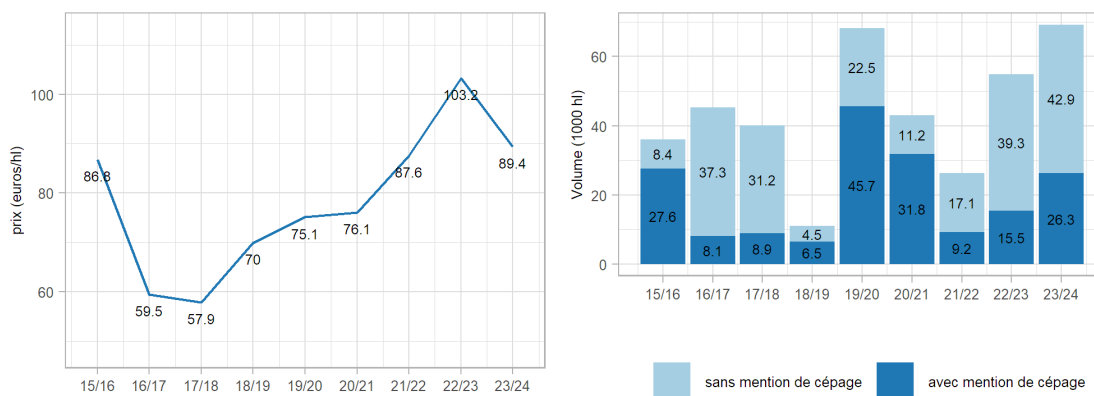 prix (euros/hl)
100
80
60
86.8
59.5
57.9
70
75.1
76.1
87.6
103.2
89.4
15/16 16/17 17/18 18/19 19/20 20/21 21/22 22/23 23/24
Volume (1000 hl)
60
40
20
0
8.4 37.3 31.2 4.5 22.5 11.2 17.1 39.3 42.9
27.6 8.1 8.9 6.5 45.7 31.8 9.2 15.5 26.3
15/16 16/17 17/18 18/19 19/20 20/21 21/22 22/23 23/24
sans mention de cépage avec mention de cépage